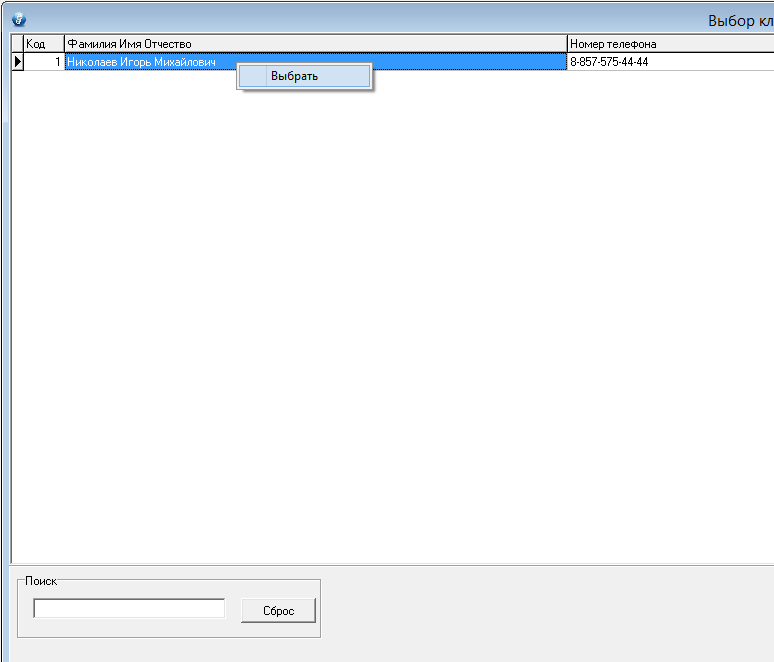 Выбор кл
Код Фамилия Имя Отчество Номер телефона
1 Николаев Игорь Михайлович 8-857-575-44-44
Выбрать
Поиск
Сброс